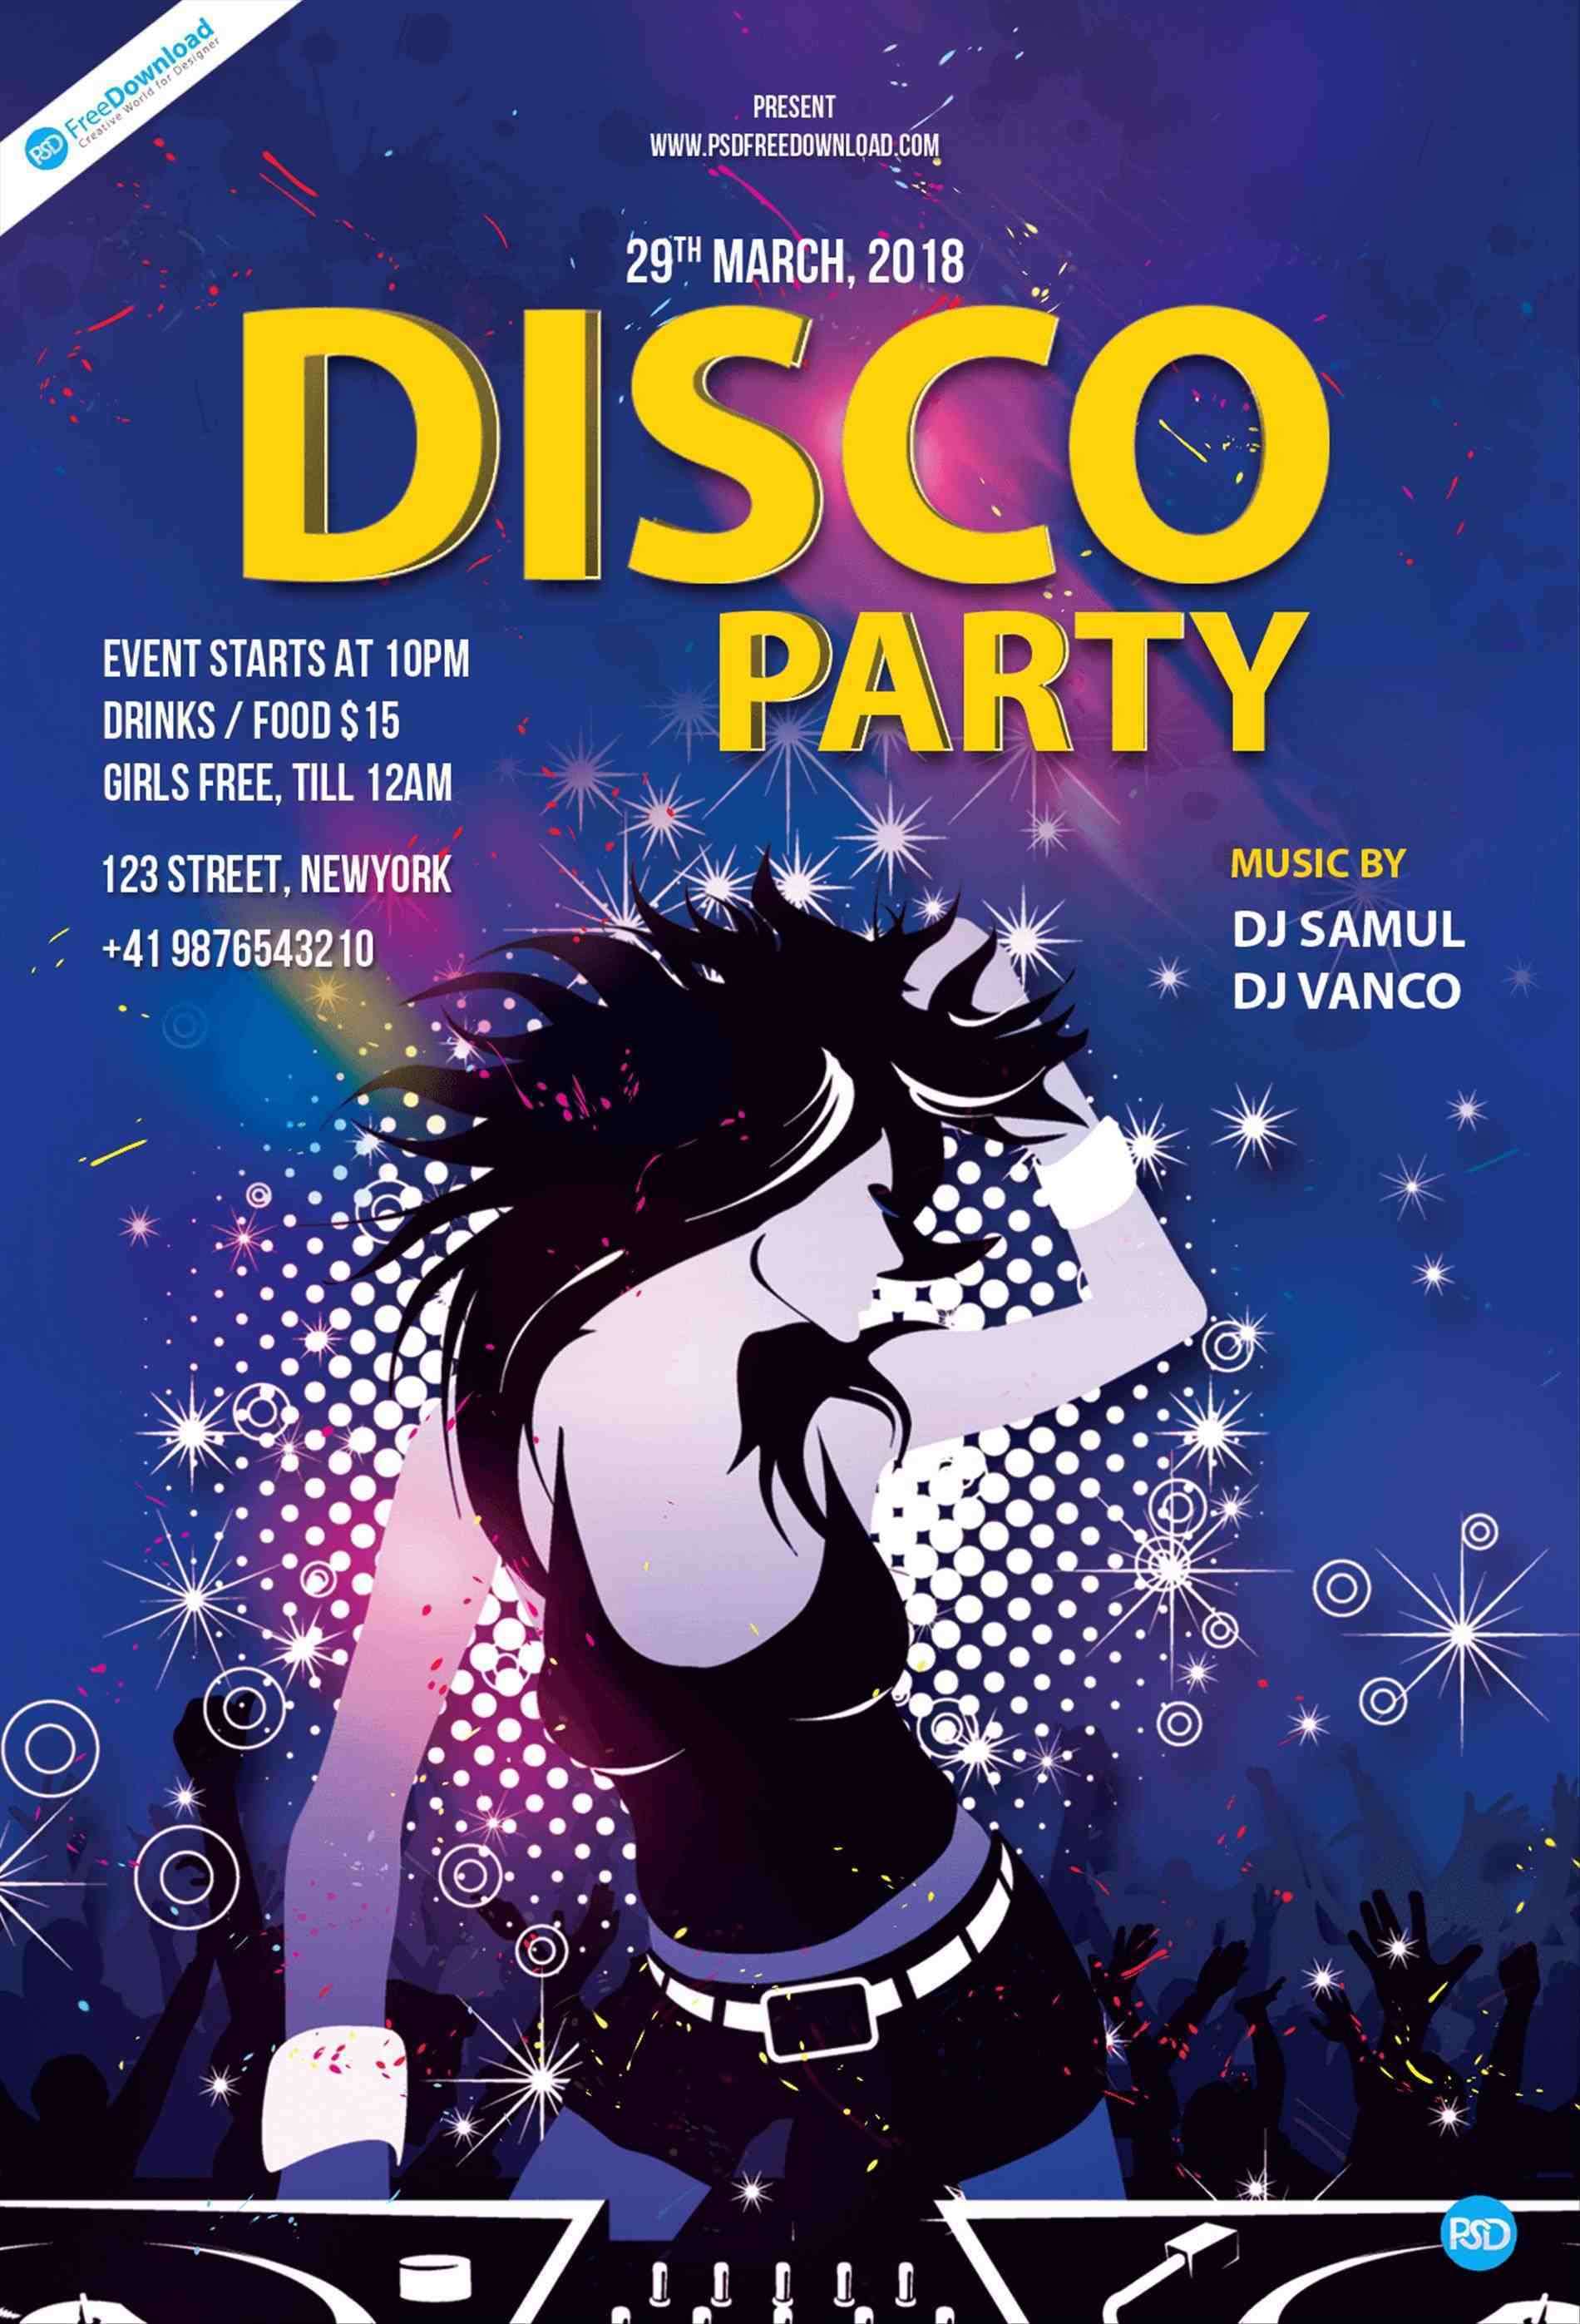 PSD FreeDownload
Creative World for Designer
PRESENT
WWW.PSDFREEDOWNLOAD.COM
29TH MARCH, 2018
DISCO
PARTY
EVENT STARTS AT 10PM
DRINKS / FOOD $15
GIRLS FREE, TILL 12AM
123 STREET, NEWYORK
+41 9876543210
MUSIC BY
DJ SAMUL
DJ VANCO
PSD